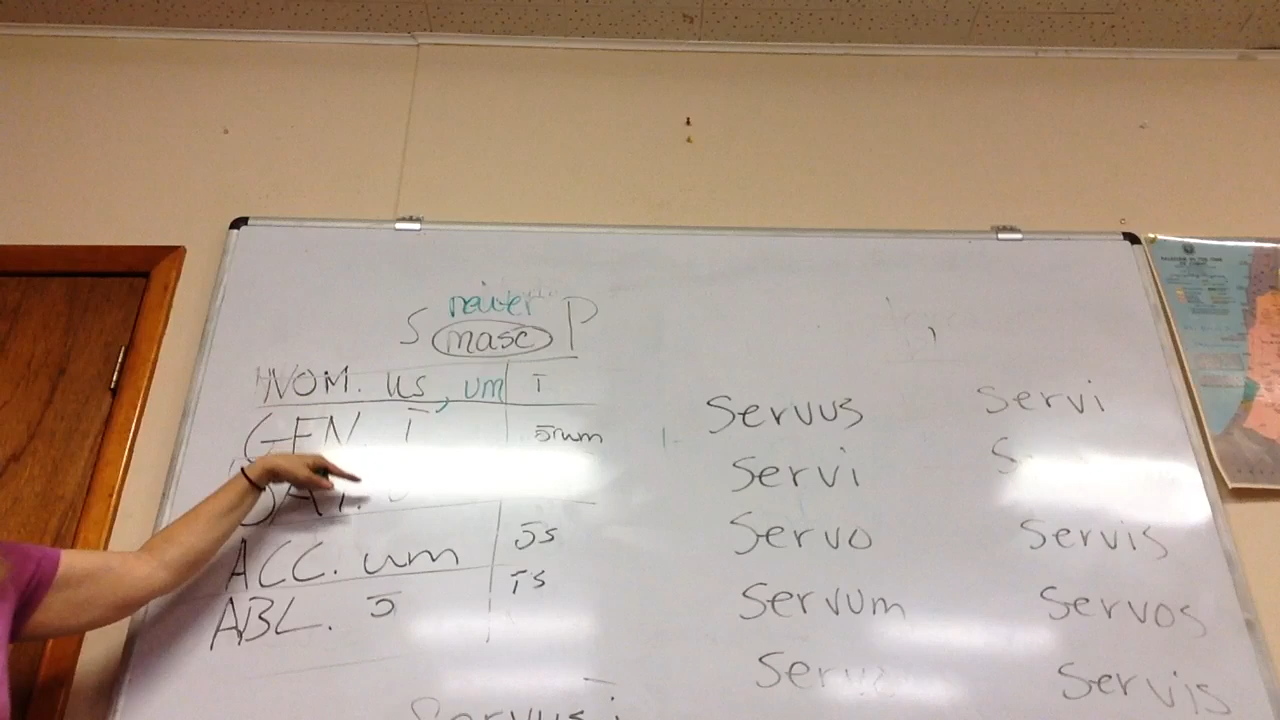 neuter
S masc P
NOM. us, um ī
GEN. ī ōrum
DAT.
ACC. um ōs
ABL. ō īs
servus servi
servi
servo servis
servum servos
servis